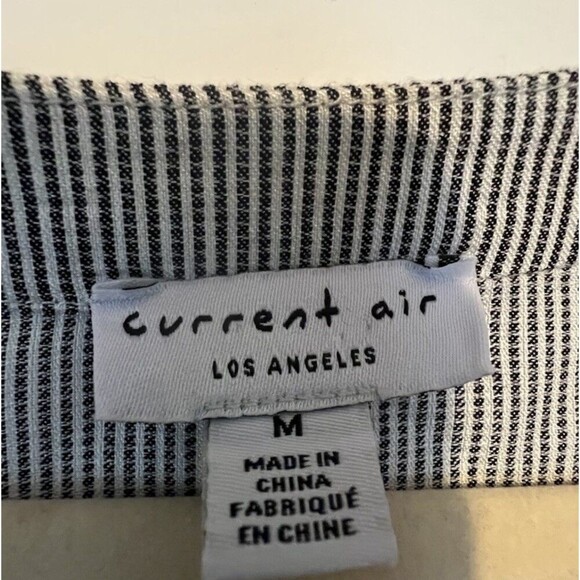 current air
LOS ANGELES
M
MADE IN
CHINA
FABRIQUÉ
EN CHINE